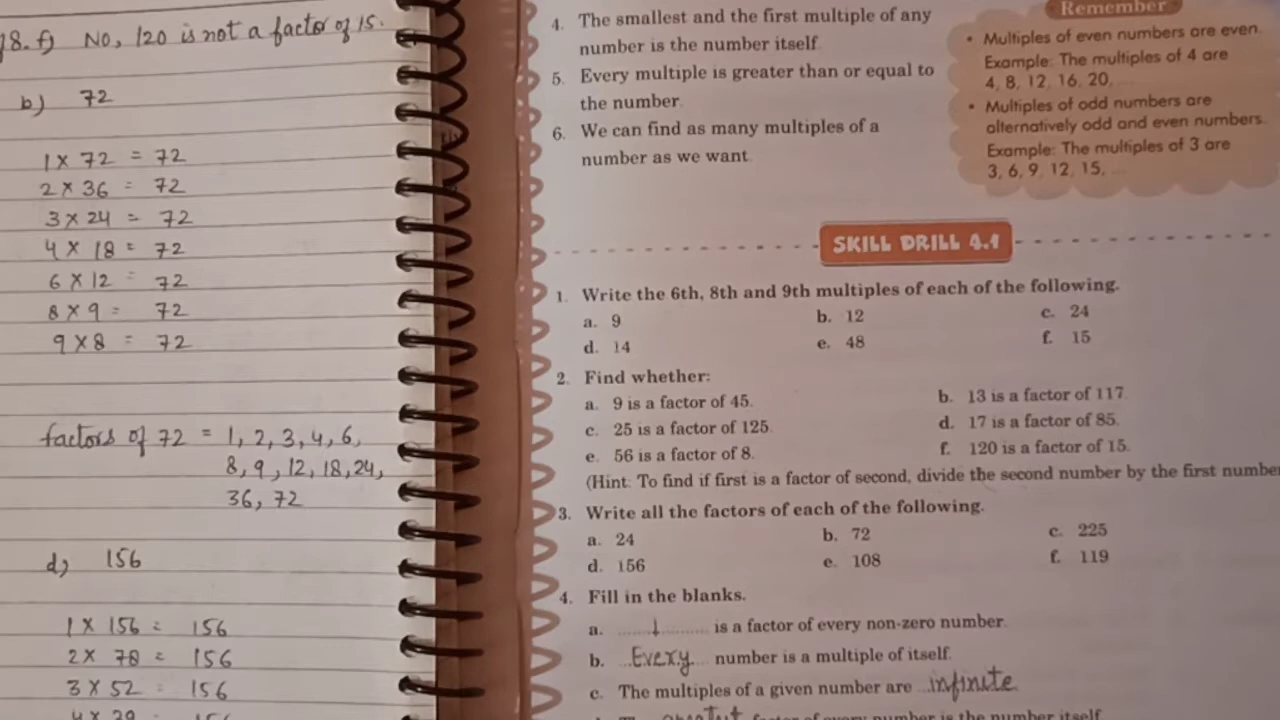 98. f) No, 120 is not a factor of 15.
b) 72
1 x 72 = 72
2 x 36 = 72
3 x 24 = 72
4 x 18 = 72
6 x 12 = 72
8 x 9 = 72
9 x 8 = 72
factors of 72 = 1, 2, 3, 4, 6,
8, 9, 12, 18, 24,
36, 72
d) 156
1 x 156 = 156
2 x 78 = 156
3 x 52 = 156
4 x 39 = 156
4. The smallest and the first multiple of any
number is the number itself.
5. Every multiple is greater than or equal to
the number.
6. We can find as many multiples of a
number as we want.
Remember
• Multiples of even numbers are even.
Example: The multiples of 4 are
4, 8, 12, 16, 20, ...
• Multiples of odd numbers are
alternatively odd and even numbers.
Example: The multiples of 3 are
3, 6, 9, 12, 15, ...
SKILL DRILL 4.1
1. Write the 6th, 8th and 9th multiples of each of the following.
a. 9 b. 12 c. 24
d. 14 e. 48 f. 15
2. Find whether:
a. 9 is a factor of 45. b. 13 is a factor of 117.
c. 25 is a factor of 125. d. 17 is a factor of 85.
e. 56 is a factor of 8. f. 120 is a factor of 15.
(Hint: To find if first is a factor of second, divide the second number by the first numbe
3. Write all the factors of each of the following.
a. 24 b. 72 c. 225
d. 156 e. 108 f. 119
4. Fill in the blanks.
a. 1 is a factor of every non-zero number.
b. Every number is a multiple of itself.
c. The multiples of a given number are infinite
factor of every number is the number itself.